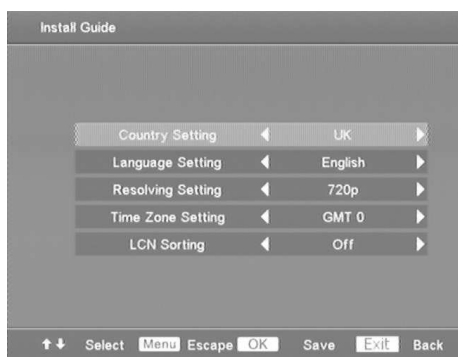 Install Guide
Country Setting UK
Language Setting English
Resolving Setting 720p
Time Zone Setting GMT 0
LCN Sorting Off
Select Menu Escape OK Save Exit Back